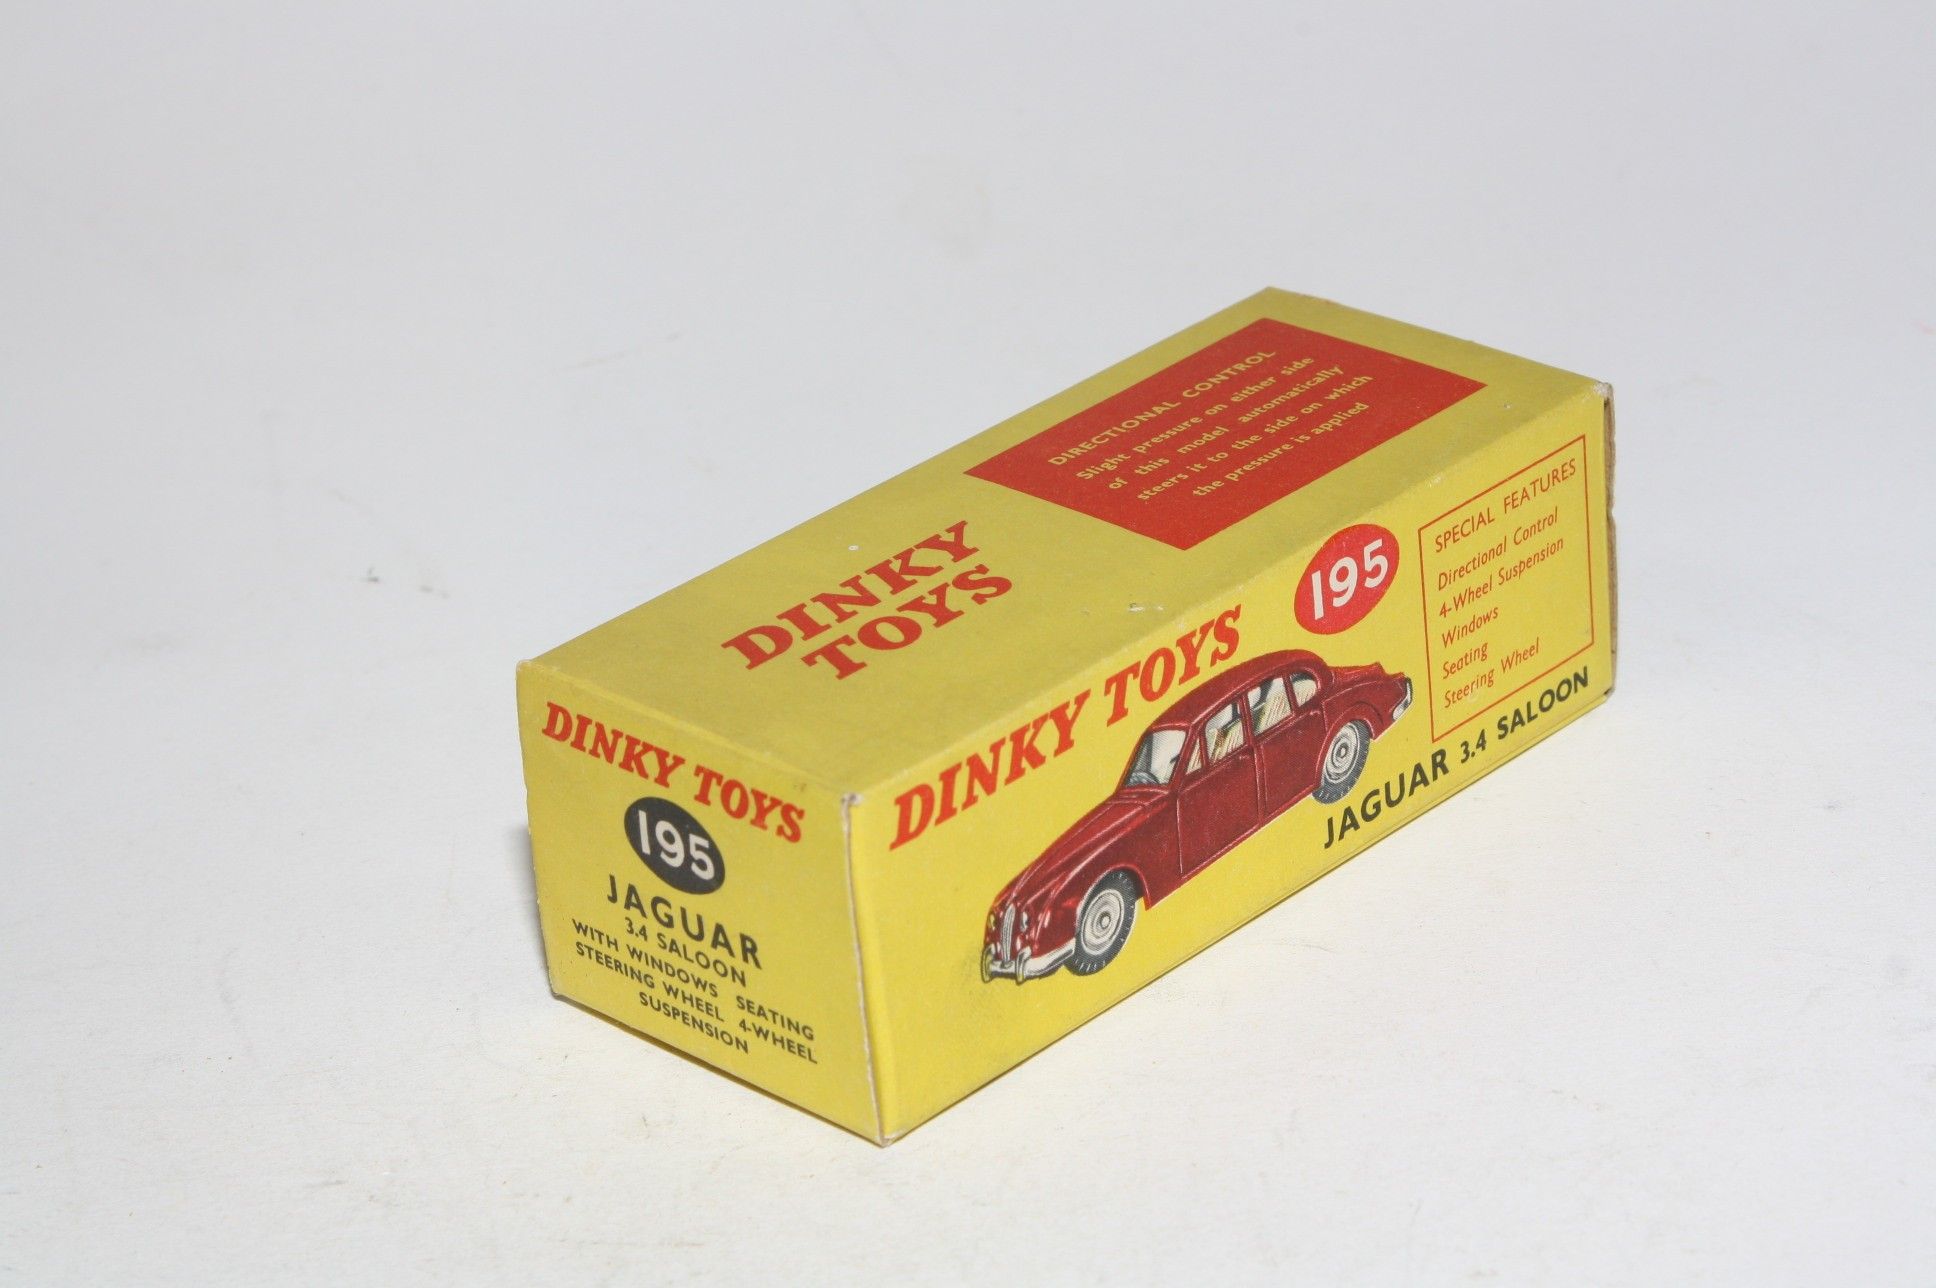 DIRECTIONAL CONTROL
Slight pressure on either side
of this model automatically
steers it to the side on which
the pressure is applied
DINKY
TOYS
DINKY TOYS
195
JAGUAR
3.4 SALOON
WITH WINDOWS SEATING
STEERING WHEEL 4-WHEEL
SUSPENSION
DINKY TOYS
195
SPECIAL FEATURES
Directional Control
4-Wheel Suspension
Windows
Seating
Steering Wheel
JAGUAR 3.4 SALOON